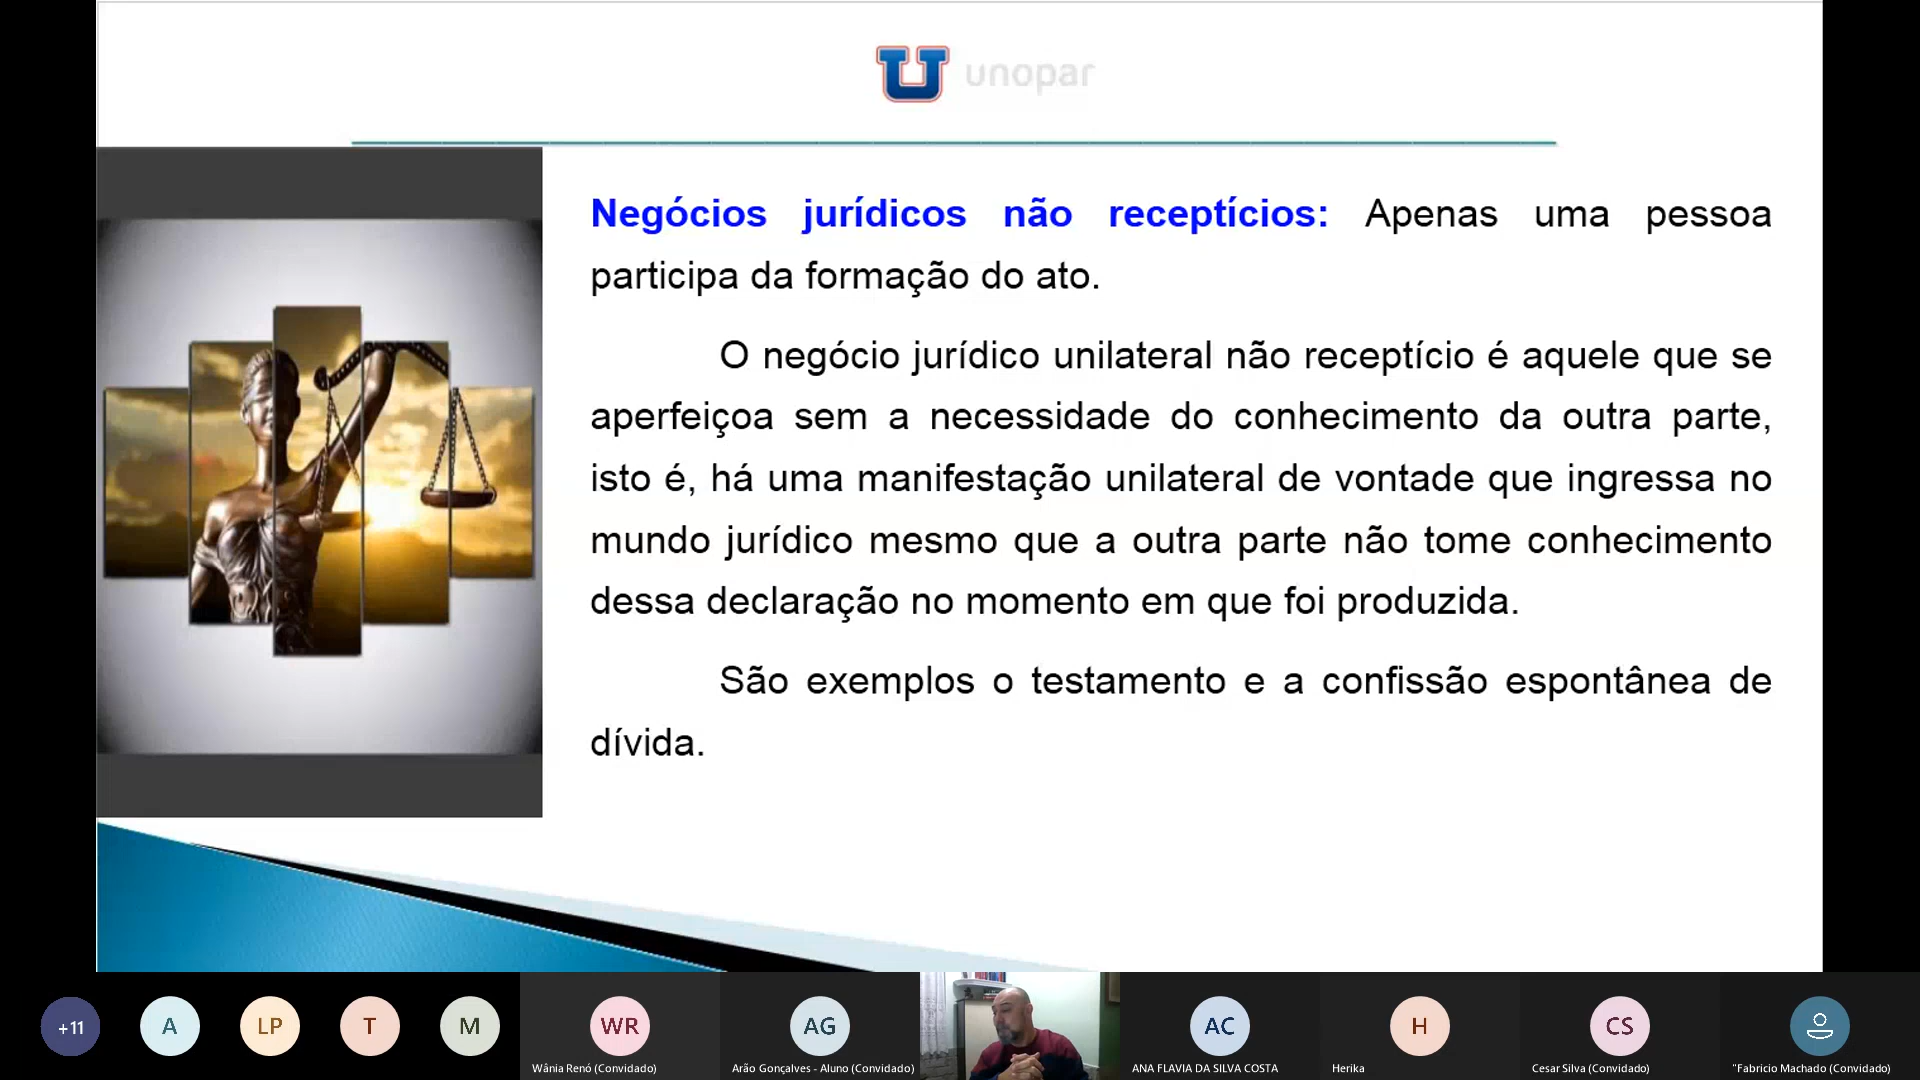 unopar
Negócios jurídicos não receptícios: Apenas uma pessoa
participa da formação do ato.
O negócio jurídico unilateral não receptício é aquele que se
aperfeiçoa sem a necessidade do conhecimento da outra parte,
isto é, há uma manifestação unilateral de vontade que ingressa no
mundo jurídico mesmo que a outra parte não tome conhecimento
dessa declaração no momento em que foi produzida.
São exemplos o testamento e a confissão espontânea de
dívida.
+11
A
LP
T
M
WR
AG
AC
H
CS
Wânia Renó (Convidado)
Arão Gonçalves - Aluno (Convidado)
ANA FLAVIA DA SILVA COSTA
Herika
Cesar Silva (Convidado)
"Fabricio Machado (Convidado)